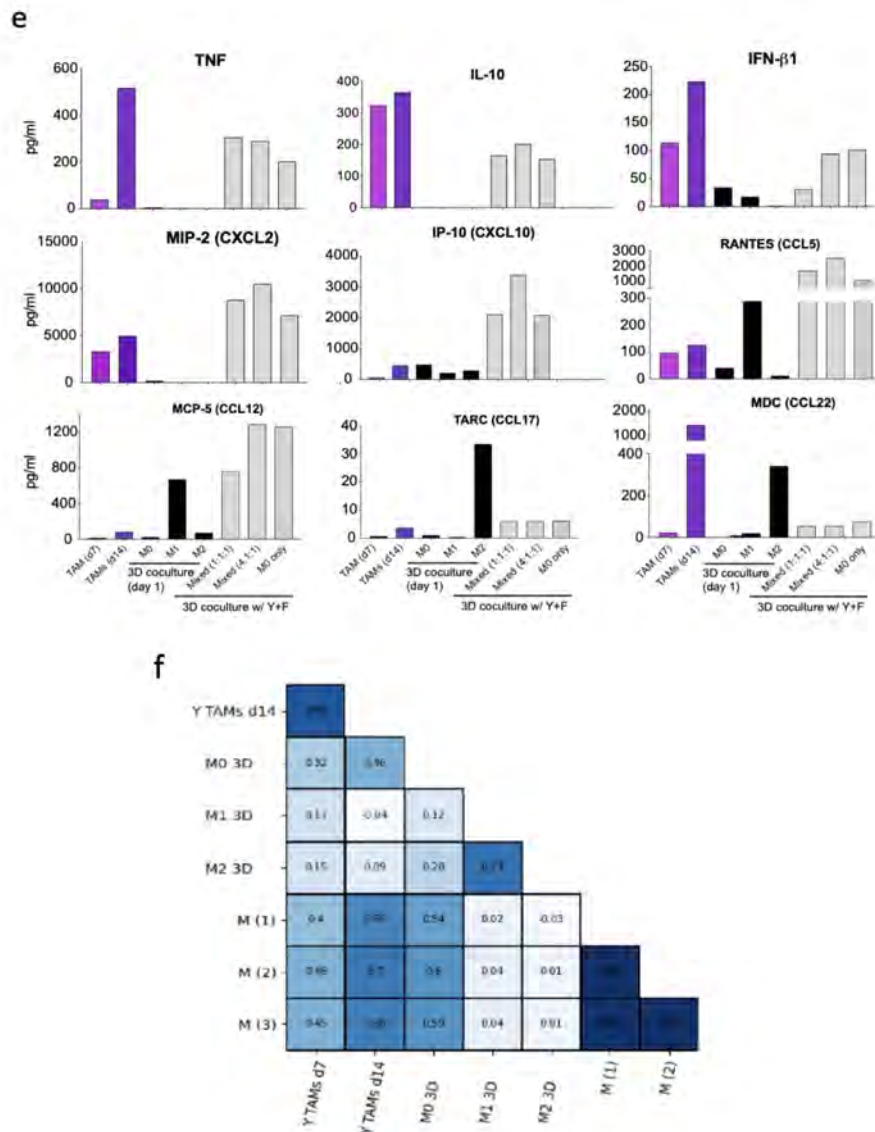 e
TNF
600
400
200
0
pg/ml
IL-10
400
300
200
100
0
IFN-β1
250
200
150
100
50
0
MIP-2 (CXCL2)
15000
10000
5000
0
pg/ml
IP-10 (CXCL10)
4000
3000
2000
1000
0
RANTES (CCL5)
3000
2000
1000
300
200
100
0
MCP-5 (CCL12)
1200
800
400
0
pg/ml
TAM (d7)
TAMs (d14)
M0
M1
M2
Mixed (1:1:1)
Mixed (4:1:1)
M0 only
3D coculture
(day 1)
3D coculture w/ Y+F
TARC (CCL17)
40
30
20
10
0
TAM (d7)
TAMs (d14)
M0
M1
M2
Mixed (1:1:1)
Mixed (4:1:1)
M0 only
3D coculture
(day 1)
3D coculture w/ Y+F
MDC (CCL22)
2000
1000
400
200
0
TAM (d7)
TAMs (d14)
M0
M1
M2
Mixed (1:1:1)
Mixed (4:1:1)
M0 only
3D coculture
(day 1)
3D coculture w/ Y+F
f
Y TAMs d14
M0 3D 0.32
M1 3D 0.12
M2 3D 0.15 0.09 0.20
M (1) 0.4 0.54 0.02 0.03
M (2) 0.04 0.01
M (3) 0.45 0.04 0.01
Y TAMs d7
Y TAMs d14
M0 3D
M1 3D
M2 3D
M (1)
M (2)